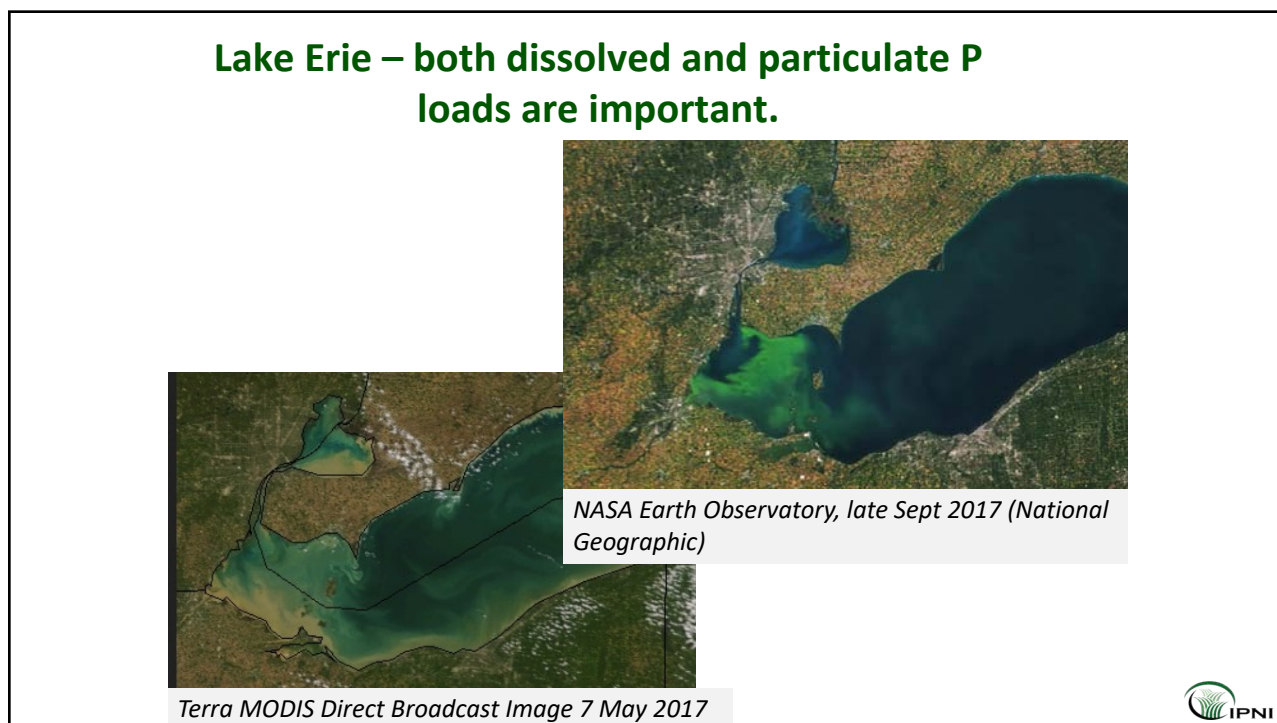 Lake Erie – both dissolved and particulate P
loads are important.
NASA Earth Observatory, late Sept 2017 (National
Geographic)
Terra MODIS Direct Broadcast Image 7 May 2017
IPNI